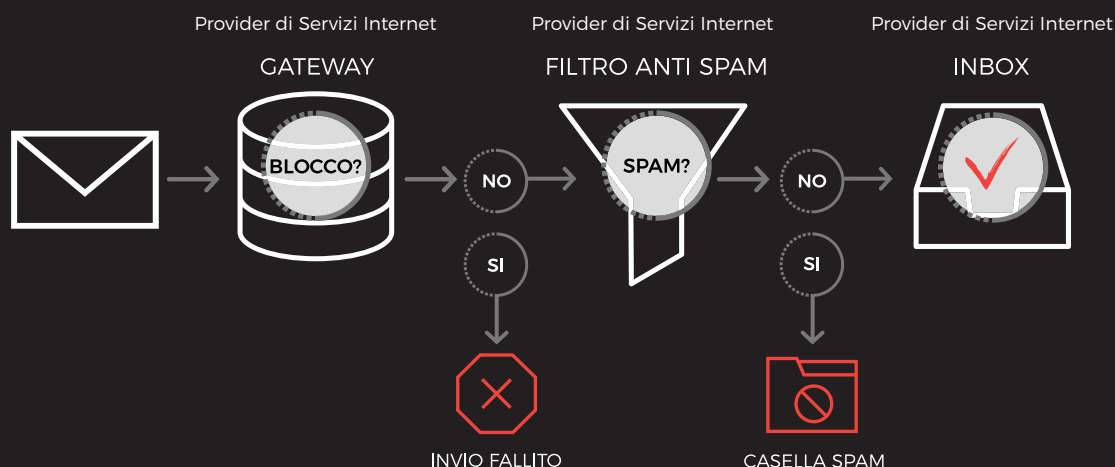 Provider di Servizi Internet
GATEWAY
BLOCCO?
NO
SI
INVIO FALLITO
Provider di Servizi Internet
FILTRO ANTI SPAM
SPAM?
NO
SI
CASELLA SPAM
Provider di Servizi Internet
INBOX